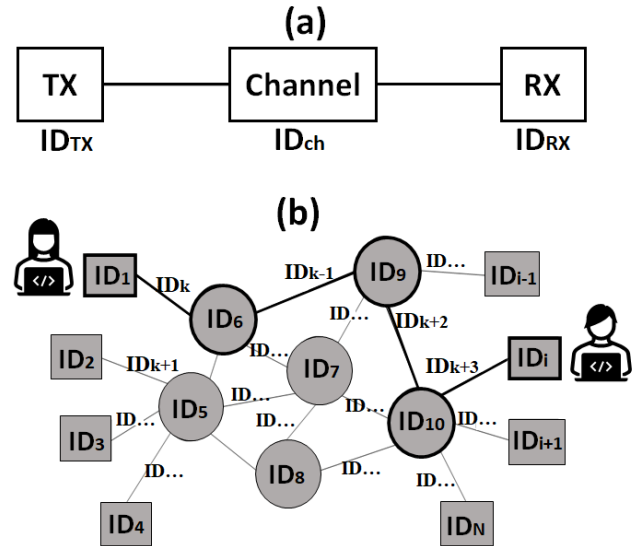 (a)
TX Channel RX
IDTX IDch IDRX
(b)
</> ID1 IDk IDk-1 ID9 ID... IDi-1
ID6 ID... IDk+2
ID2 IDk+1 ID... ID7 IDk+3 IDi </>
ID3 ID... ID5 ID... ID... ID10 ID... IDi+1
ID... ID... ID8 ID...
ID4 ID... IDN